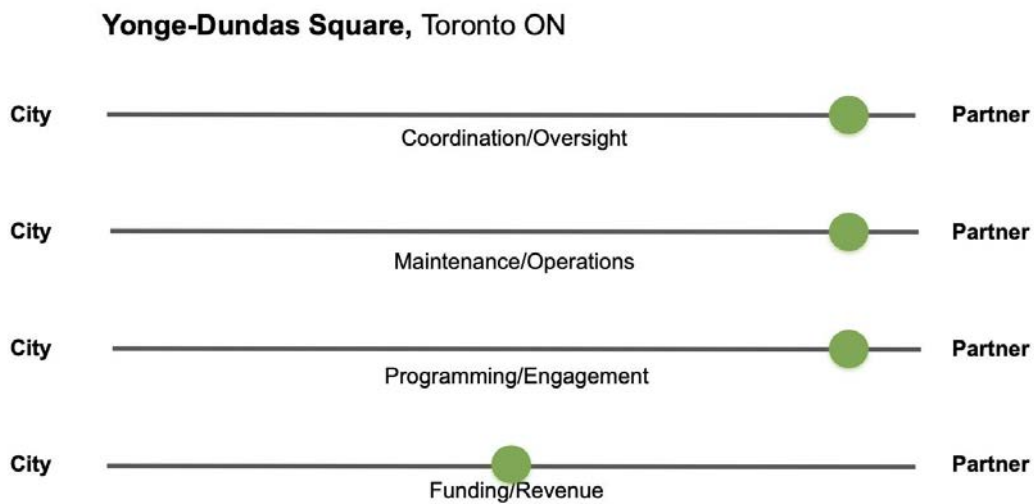 Yonge-Dundas Square, Toronto ON
City Partner
Coordination/Oversight
City Partner
Maintenance/Operations
City Partner
Programming/Engagement
City Partner
Funding/Revenue